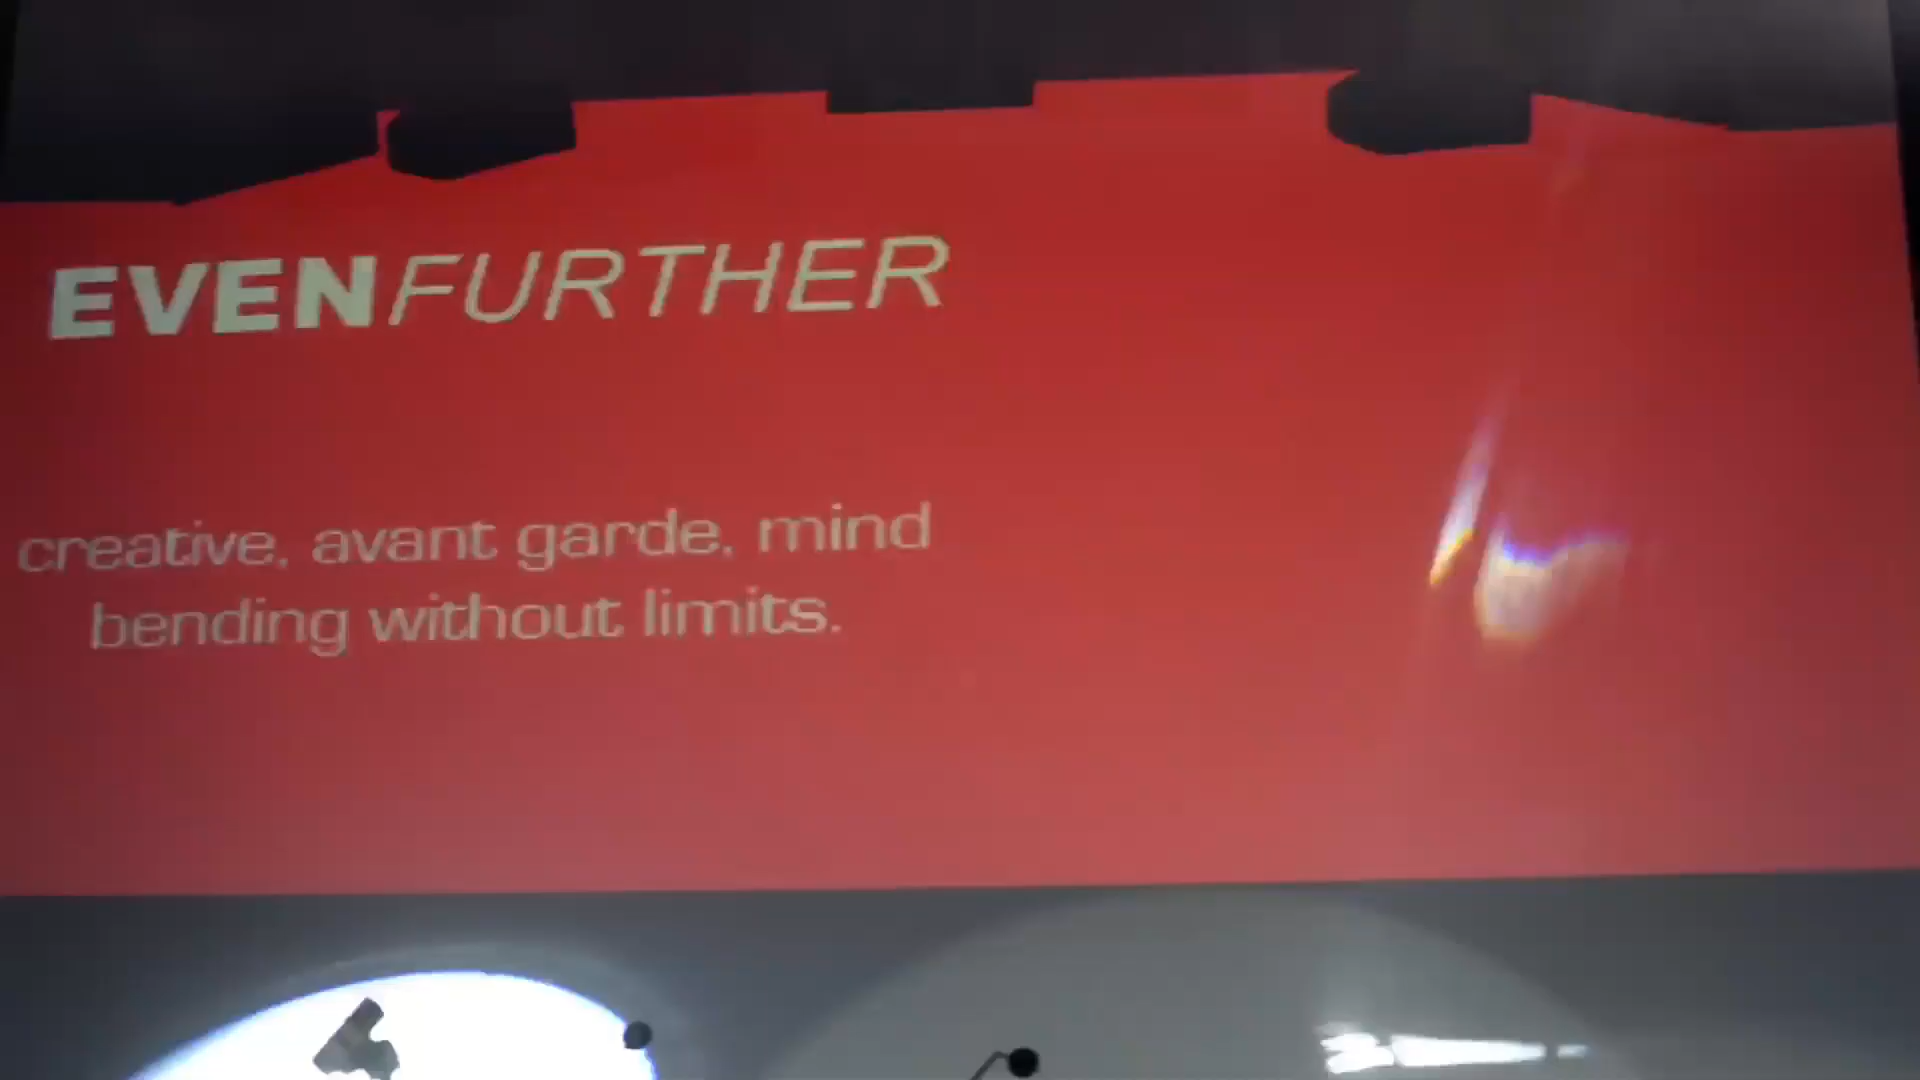 EVENFURTHER
creative, avant garde, mind
bending without limits.